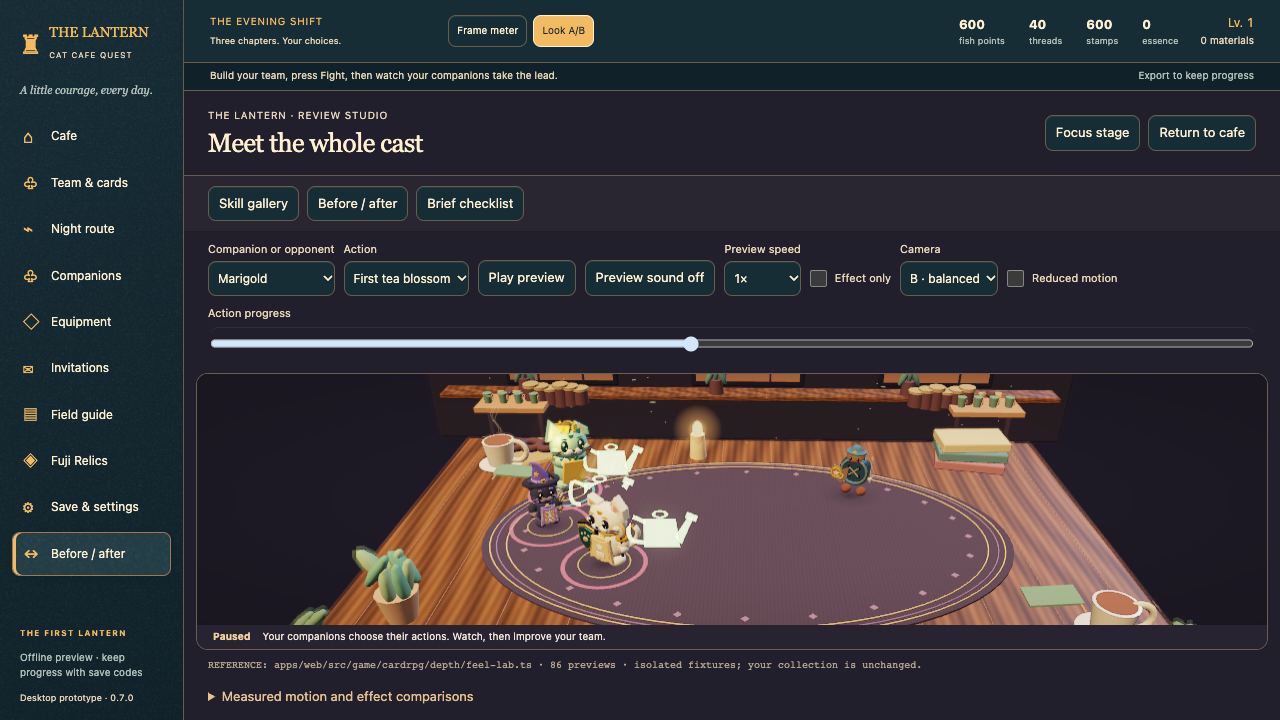 THE LANTERN
CAT CAFE QUEST
A little courage, every day.
Cafe
Team & cards
Night route
Companions
Equipment
Invitations
Field guide
Fuji Relics
Save & settings
Before / after
THE FIRST LANTERN
Offline preview · keep
progress with save codes
Desktop prototype · 0.7.0
THE EVENING SHIFT
Three chapters. Your choices.
Frame meter
Look A/B
600
fish points
40
threads
600
stamps
0
essence
Lv. 1
0 materials
Build your team, press Fight, then watch your companions take the lead.
Export to keep progress
THE LANTERN · REVIEW STUDIO
Meet the whole cast
Focus stage
Return to cafe
Skill gallery
Before / after
Brief checklist
Companion or opponent
Action
Preview speed
Camera
Marigold
First tea blossom
Play preview
Preview sound off
1x
Effect only
B · balanced
Reduced motion
Action progress
Paused Your companions choose their actions. Watch, then improve your team.
REFERENCE: apps/web/src/game/cardrpg/depth/feel-lab.ts · 86 previews · isolated fixtures; your collection is unchanged.
Measured motion and effect comparisons